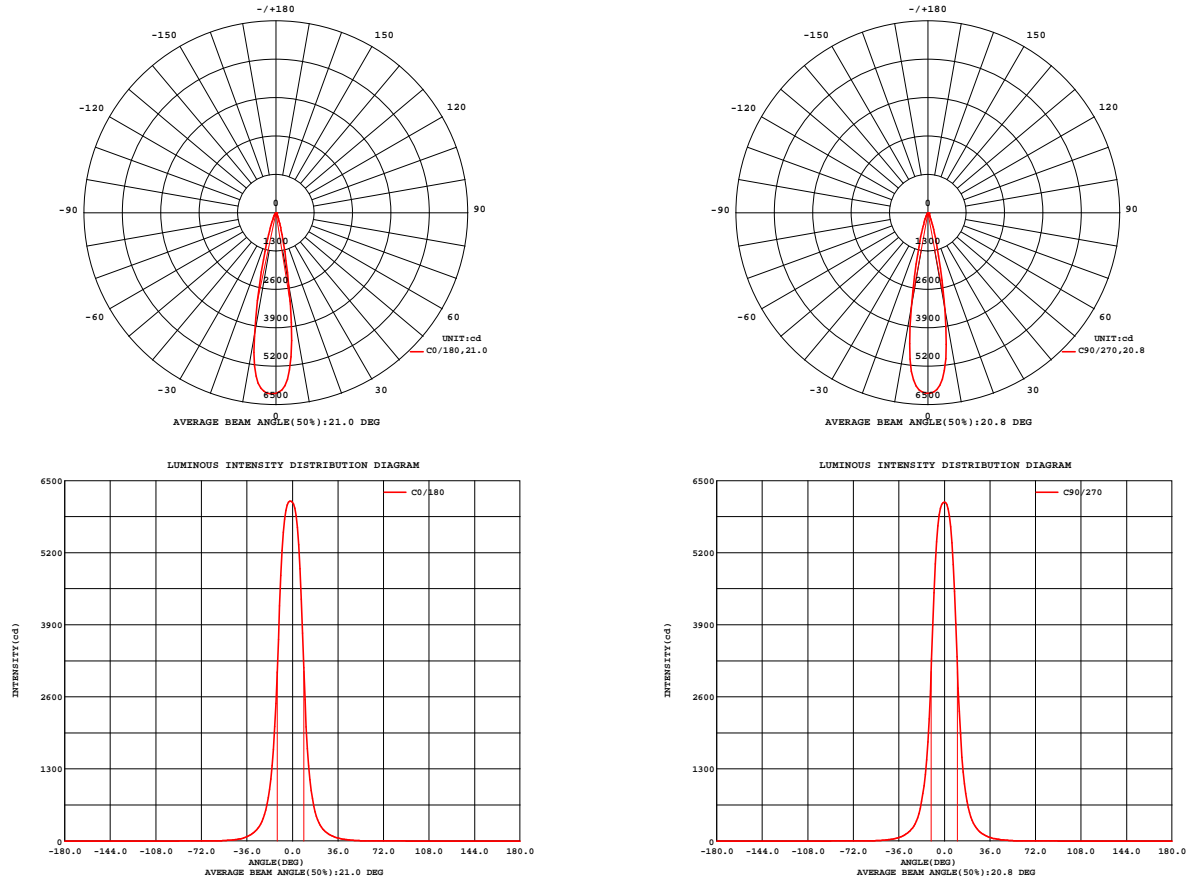 -/+180
-150 150
-120 120
-90 90
-60 60
-30 30
0
1300
2600
3900
5200
6500
0
UNIT:cd
C0/180,21.0
AVERAGE BEAM ANGLE(50%):21.0 DEG
-/+180
-150 150
-120 120
-90 90
-60 60
-30 30
0
1300
2600
3900
5200
6500
0
UNIT:cd
C90/270,20.8
AVERAGE BEAM ANGLE(50%):20.8 DEG
LUMINOUS INTENSITY DISTRIBUTION DIAGRAM
C0/180
INTENSITY(cd)
6500
5200
3900
2600
1300
0
-180.0 -144.0 -108.0 -72.0 -36.0 0.0 36.0 72.0 108.0 144.0 180.0
ANGLE(DEG)
AVERAGE BEAM ANGLE(50%):21.0 DEG
LUMINOUS INTENSITY DISTRIBUTION DIAGRAM
C90/270
INTENSITY(cd)
6500
5200
3900
2600
1300
0
-180.0 -144.0 -108.0 -72.0 -36.0 0.0 36.0 72.0 108.0 144.0 180.0
ANGLE(DEG)
AVERAGE BEAM ANGLE(50%):20.8 DEG